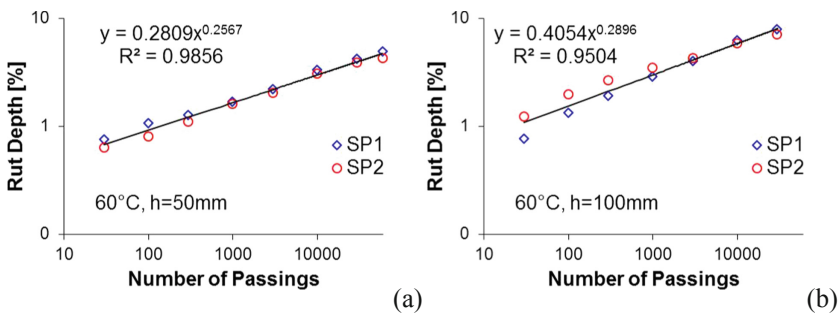 y = 0.2809x^0.2567
R² = 0.9856
10
1
0
Rut Depth [%]
SP1
SP2
60°C, h=50mm
10 100 1000 10000
Number of Passings
(a)
y = 0.4054x^0.2896
R² = 0.9504
10
1
0
Rut Depth [%]
SP1
SP2
60°C, h=100mm
10 100 1000 10000
Number of Passings
(b)